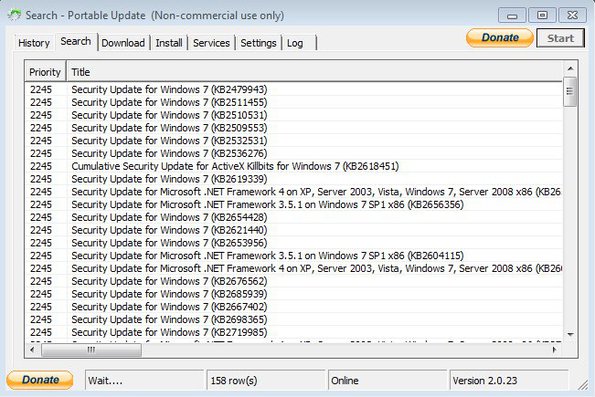 Search - Portable Update (Non-commercial use only)
History Search Download Install Services Settings Log Donate Start
Priority Title
2245 Security Update for Windows 7 (KB2479943)
2245 Security Update for Windows 7 (KB2511455)
2245 Security Update for Windows 7 (KB2510531)
2245 Security Update for Windows 7 (KB2509553)
2245 Security Update for Windows 7 (KB2532531)
2245 Security Update for Windows 7 (KB2536276)
2245 Cumulative Security Update for ActiveX Killbits for Windows 7 (KB2618451)
2245 Security Update for Windows 7 (KB2619339)
2245 Security Update for Microsoft .NET Framework 4 on XP, Server 2003, Vista, Windows 7, Server 2008 x86 (KB26
2245 Security Update for Microsoft .NET Framework 3.5.1 on Windows 7 SP1 x86 (KB2656356)
2245 Security Update for Windows 7 (KB2654428)
2245 Security Update for Windows 7 (KB2621440)
2245 Security Update for Windows 7 (KB2653956)
2245 Security Update for Microsoft .NET Framework 3.5.1 on Windows 7 SP1 x86 (KB2604115)
2245 Security Update for Microsoft .NET Framework 4 on XP, Server 2003, Vista, Windows 7, Server 2008 x86 (KB26
2245 Security Update for Windows 7 (KB2676562)
2245 Security Update for Windows 7 (KB2685939)
2245 Security Update for Windows 7 (KB2667402)
2245 Security Update for Windows 7 (KB2698365)
2245 Security Update for Windows 7 (KB2719985)
Donate Wait.... 158 row(s) Online Version 2.0.23